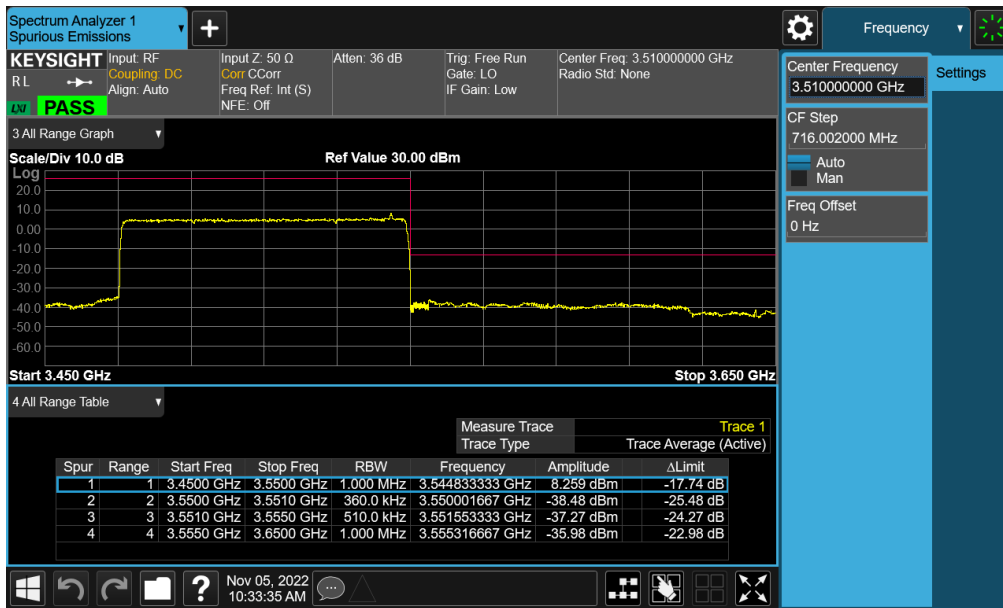 Spectrum Analyzer 1
Spurious Emissions
Frequency
KEYSIGHT
R L
LXI
PASS
Input: RF
Coupling: DC
Align: Auto
Input Z: 50 Ω
Corr CCorr
Freq Ref: Int (S)
NFE: Off
Atten: 36 dB
Trig: Free Run
Gate: LO
IF Gain: Low
Center Freq: 3.510000000 GHz
Radio Std: None
Center Frequency
3.510000000 GHz
Settings
CF Step
716.002000 MHz
Auto
Man
Freq Offset
0 Hz
3 All Range Graph
Scale/Div 10.0 dB
Ref Value 30.00 dBm
Log
20.0
10.0
0.00
-10.0
-20.0
-30.0
-40.0
-50.0
-60.0
Start 3.450 GHz
Stop 3.650 GHz
4 All Range Table
Measure Trace Trace 1
Trace Type Trace Average (Active)
Spur Range Start Freq Stop Freq RBW Frequency Amplitude ΔLimit
1 1 3.4500 GHz 3.5500 GHz 1.000 MHz 3.544833333 GHz 8.259 dBm -17.74 dB
2 2 3.5500 GHz 3.5510 GHz 360.0 kHz 3.550001667 GHz -38.48 dBm -25.48 dB
3 3 3.5510 GHz 3.5550 GHz 510.0 kHz 3.551553333 GHz -37.27 dBm -24.27 dB
4 4 3.5550 GHz 3.6500 GHz 1.000 MHz 3.555316667 GHz -35.98 dBm -22.98 dB
?
Nov 05, 2022
10:33:35 AM